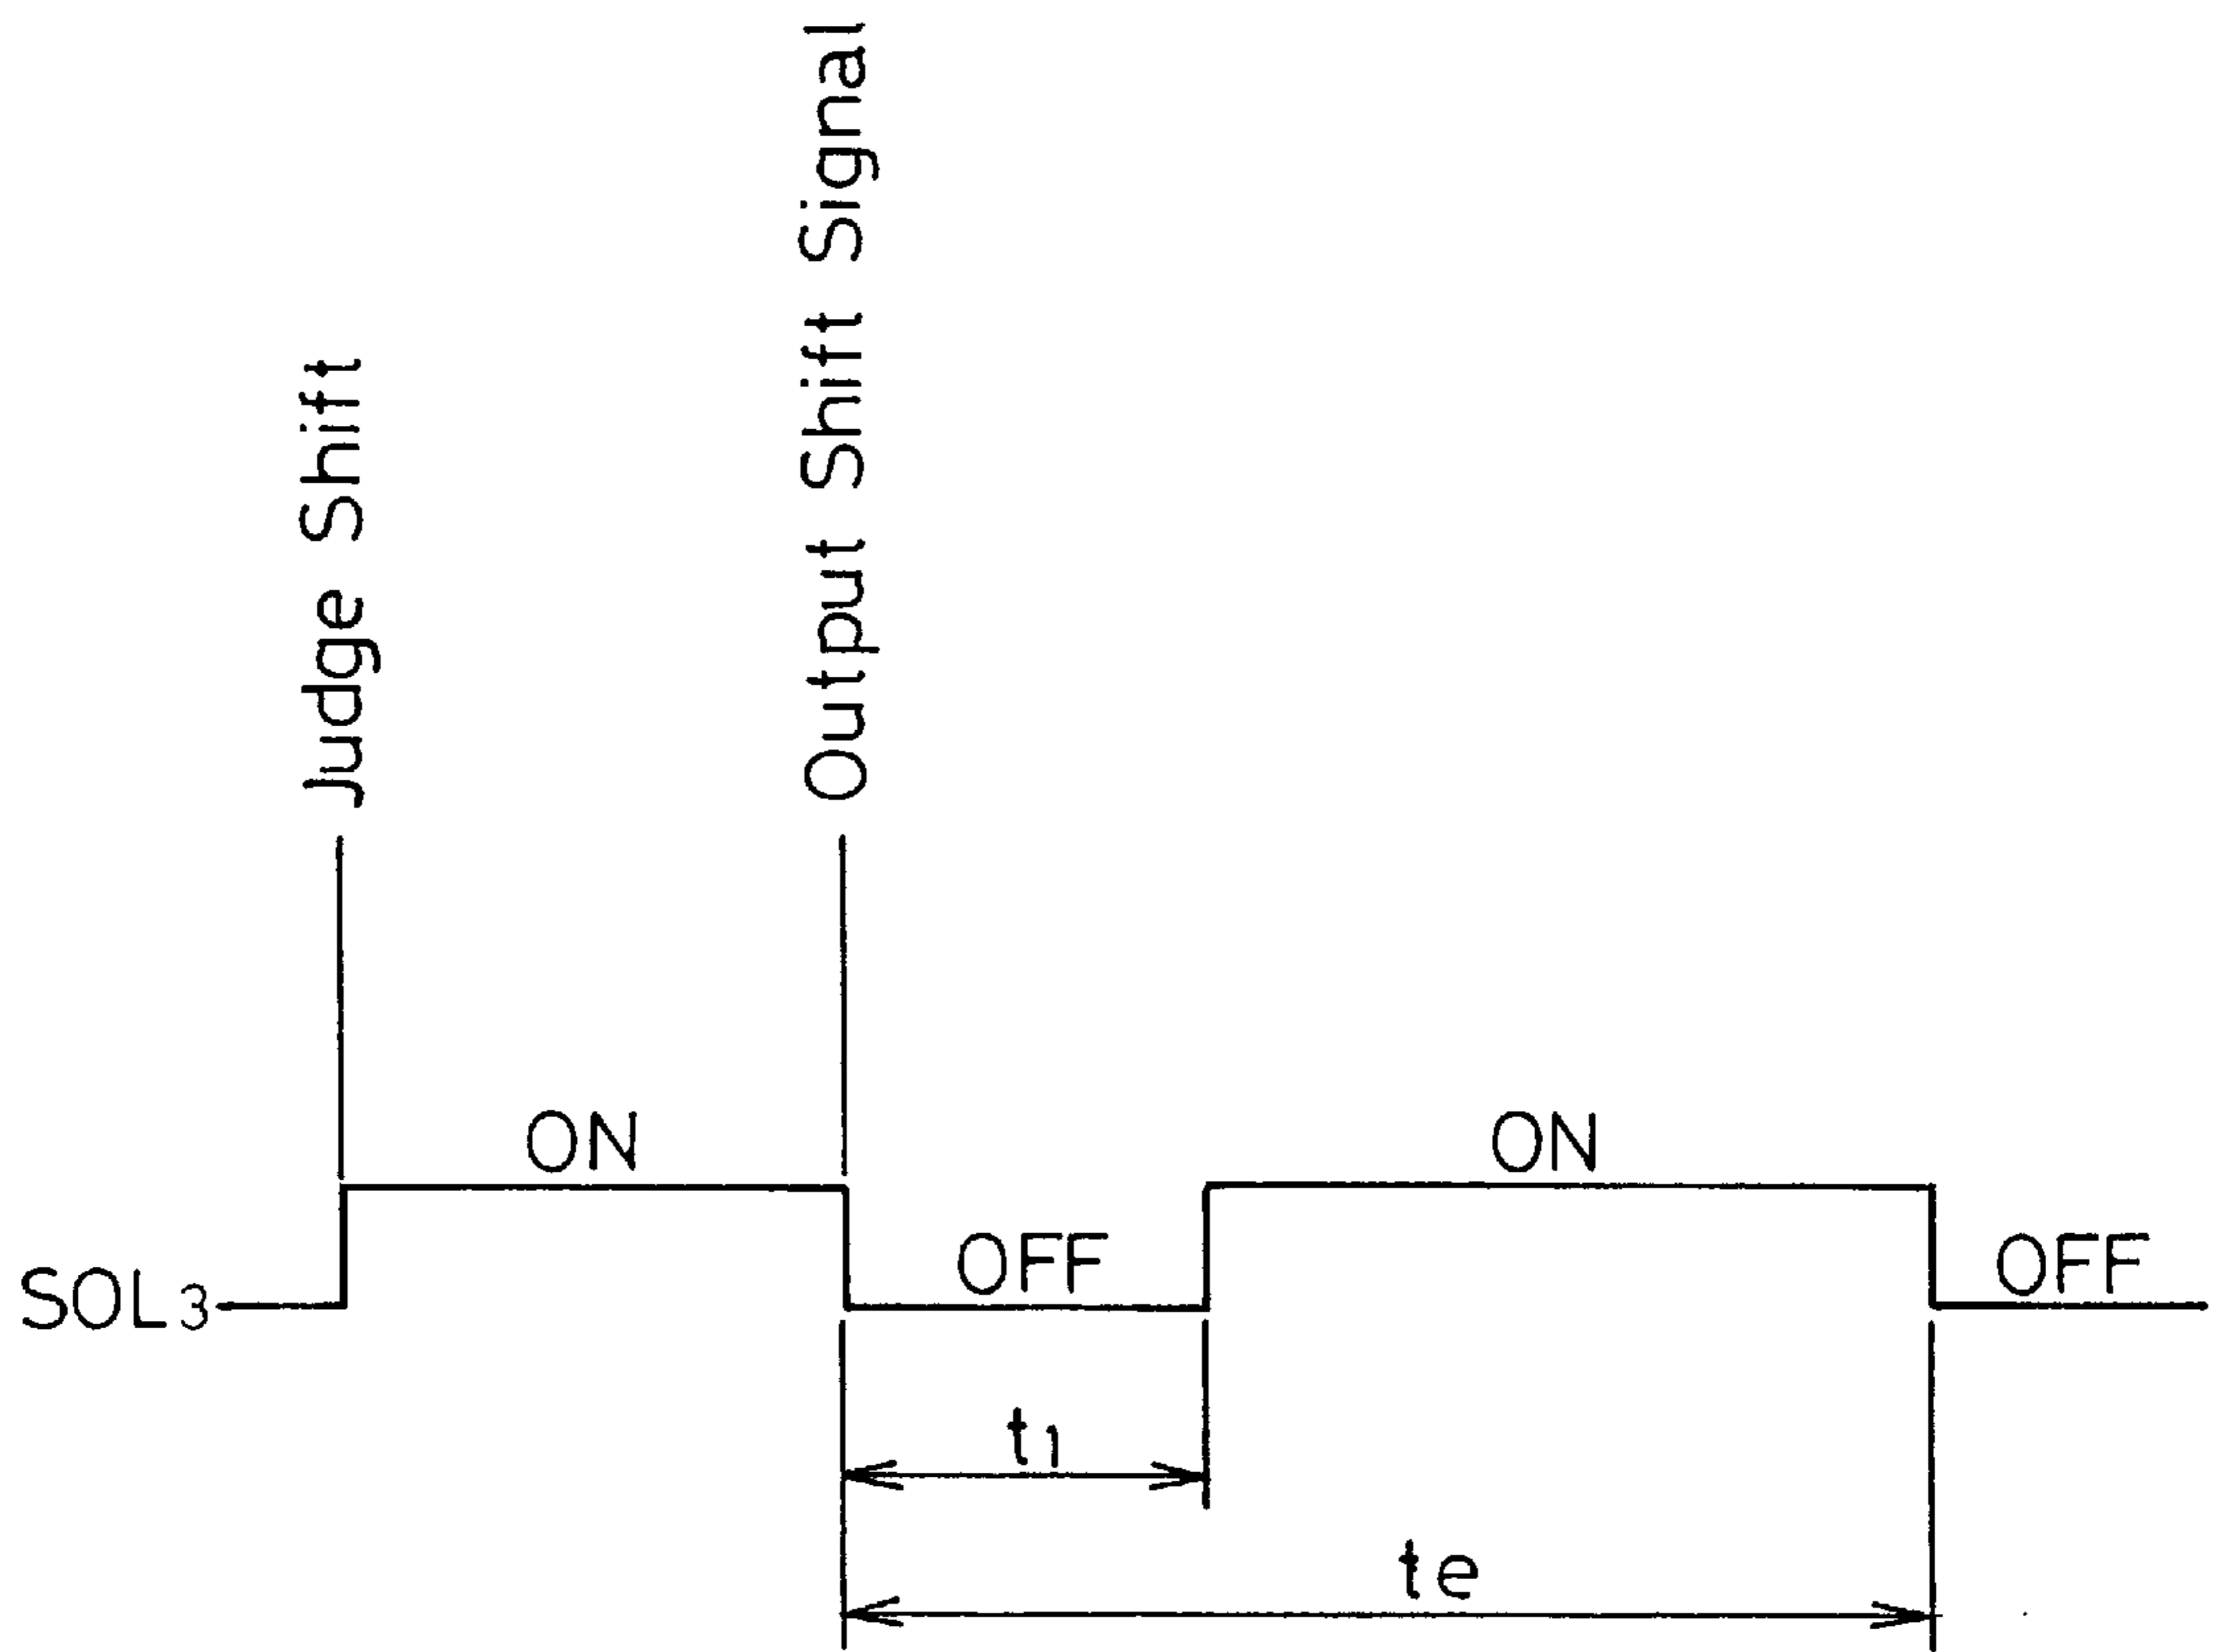 Judge Shift
Output Shift Signal
ON
ON
OFF
OFF
SOL3
t1
te